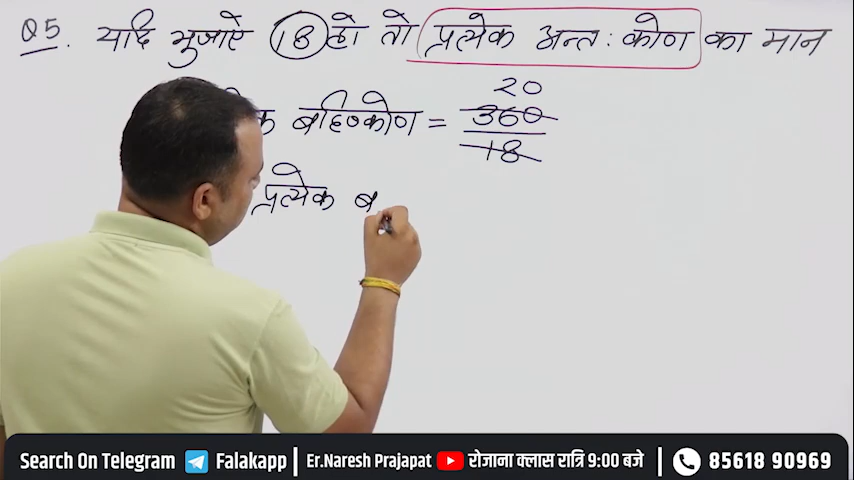 Q5. यदि भुजाऐ 18 हो तो प्रत्येक अन्त: कोण का मान
बहिष्कोण = 360/18 20
प्रत्येक ब
Search On Telegram Falakapp Er.Naresh Prajapat रोजाना क्लास रात्रि 9:00 बजे 85618 90969